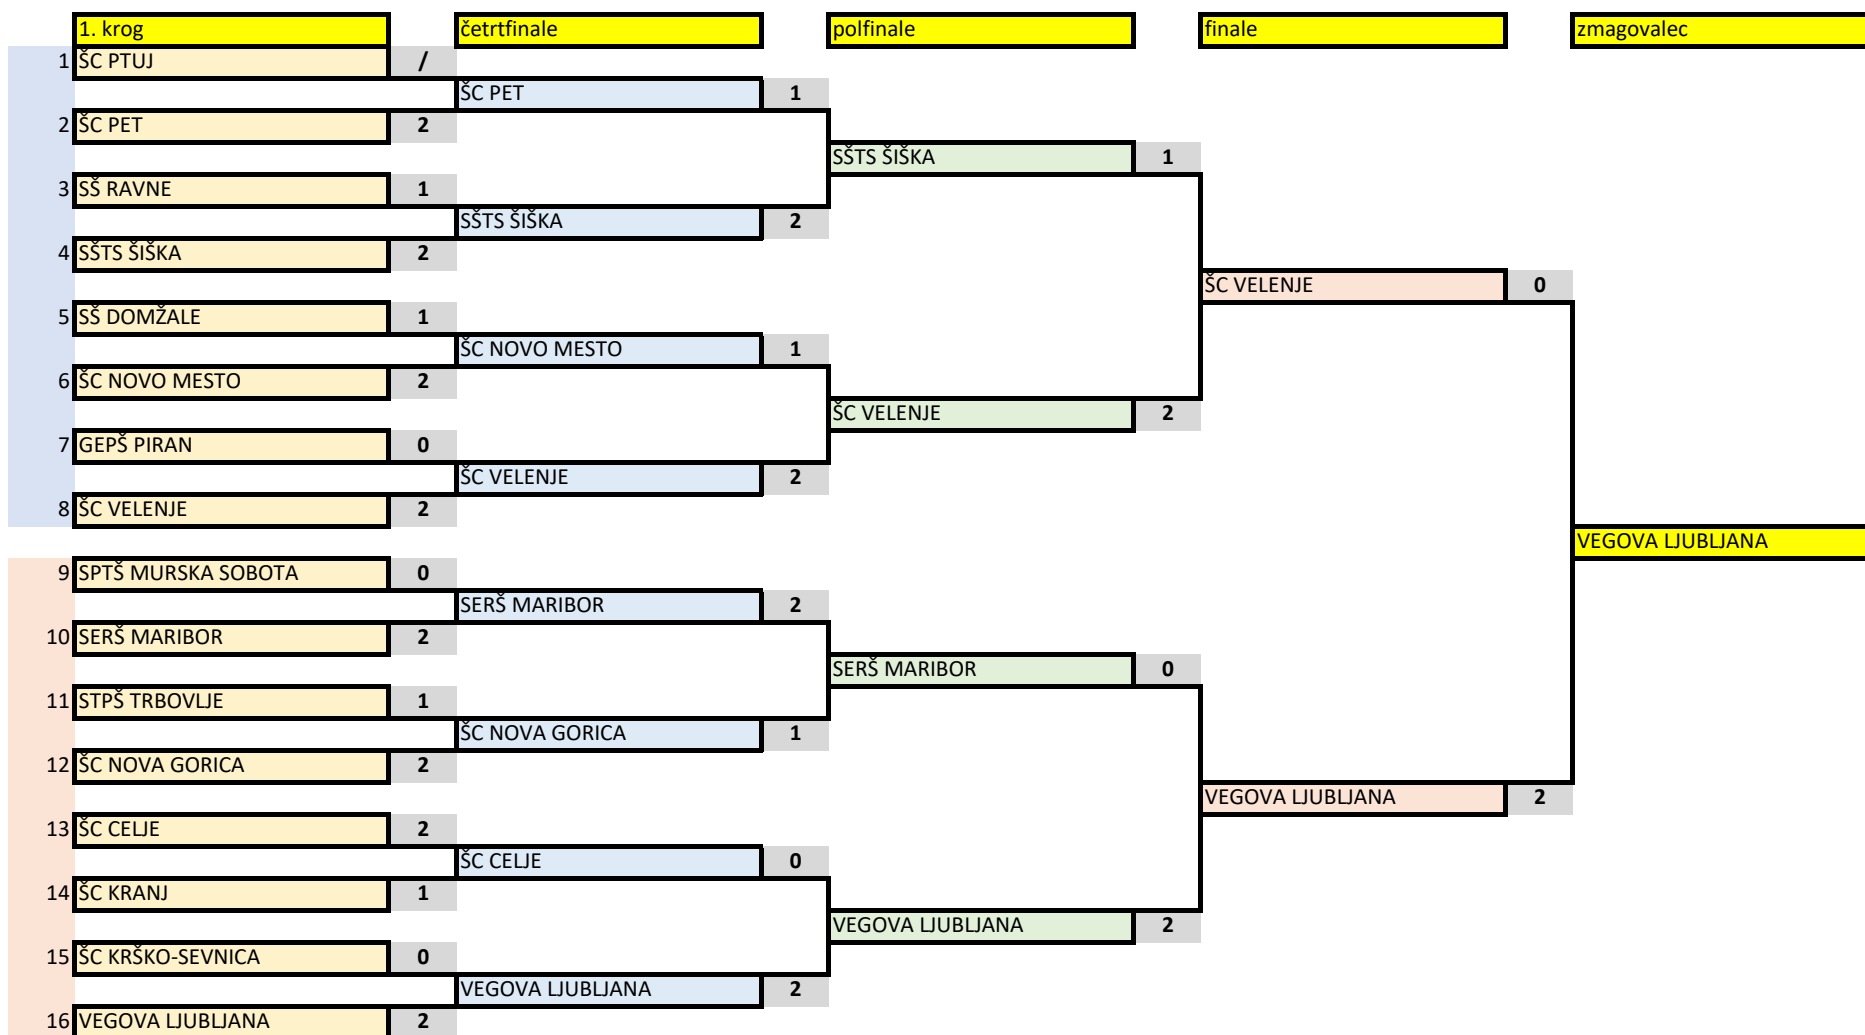 1. krog četrtfinale polfinale finale zmagovalec
1 ŠC PTUJ /
ŠC PET 1
2 ŠC PET 2
SŠTS ŠIŠKA 1
3 SŠ RAVNE 1
SŠTS ŠIŠKA 2
4 SŠTS ŠIŠKA 2
ŠC VELENJE 0
5 SŠ DOMŽALE 1
ŠC NOVO MESTO 1
6 ŠC NOVO MESTO 2
ŠC VELENJE 2
7 GEPŠ PIRAN 0
ŠC VELENJE 2
8 ŠC VELENJE 2
VEGOVA LJUBLJANA
9 SPTŠ MURSKA SOBOTA 0
SERŠ MARIBOR 2
10 SERŠ MARIBOR 2
SERŠ MARIBOR 0
11 STPŠ TRBOVLJE 1
ŠC NOVA GORICA 1
12 ŠC NOVA GORICA 2
VEGOVA LJUBLJANA 2
13 ŠC CELJE 2
ŠC CELJE 0
14 ŠC KRANJ 1
VEGOVA LJUBLJANA 2
15 ŠC KRŠKO-SEVNICA 0
VEGOVA LJUBLJANA 2
16 VEGOVA LJUBLJANA 2